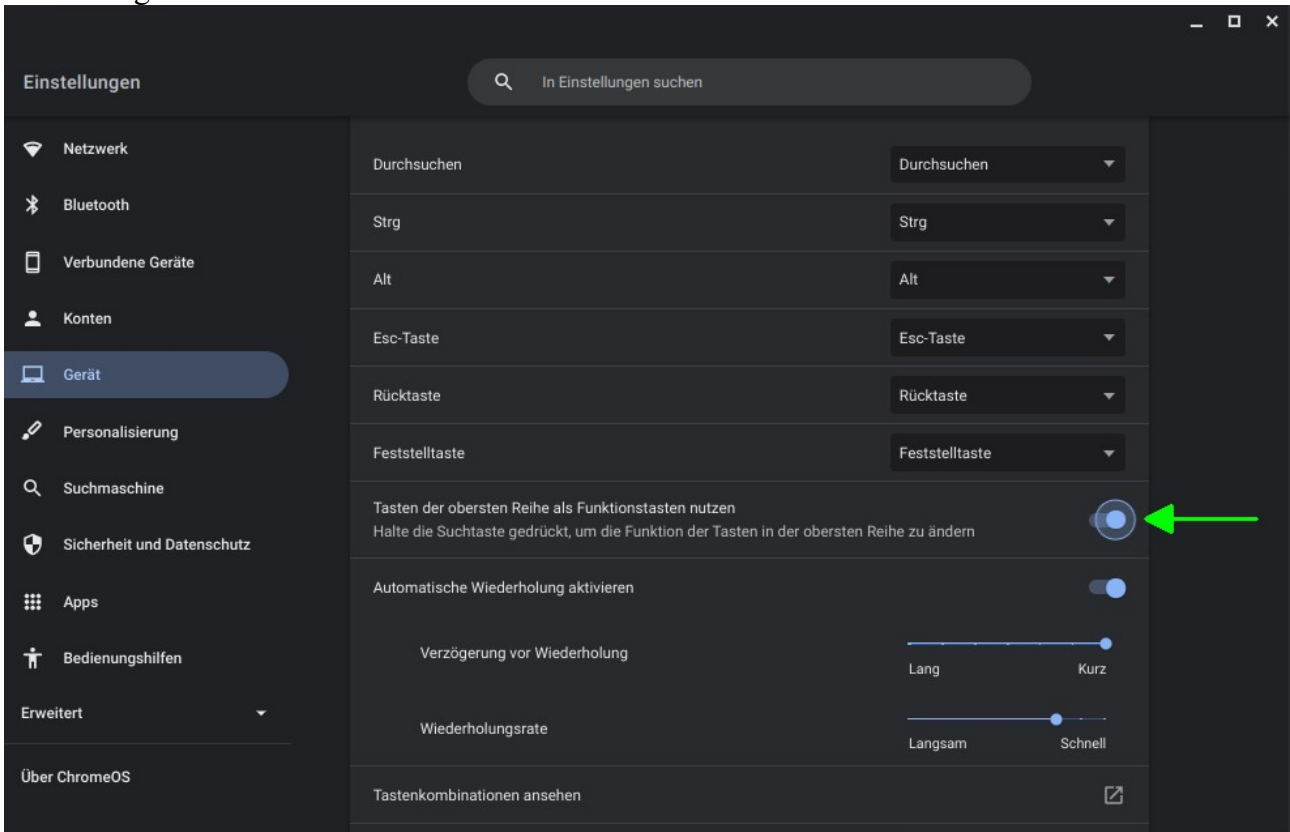 Einstellungen
In Einstellungen suchen
Netzwerk
Bluetooth
Verbundene Geräte
Konten
Gerät
Personalisierung
Suchmaschine
Sicherheit und Datenschutz
Apps
Bedienungshilfen
Erweitert
Über ChromeOS
Durchsuchen
Durchsuchen
Strg
Strg
Alt
Alt
Esc-Taste
Esc-Taste
Rücktaste
Rücktaste
Feststelltaste
Feststelltaste
Tasten der obersten Reihe als Funktionstasten nutzen
Halte die Suchtaste gedrückt, um die Funktion der Tasten in der obersten Reihe zu ändern
Automatische Wiederholung aktivieren
Verzögerung vor Wiederholung
Lang
Kurz
Wiederholungsrate
Langsam
Schnell
Tastenkombinationen ansehen